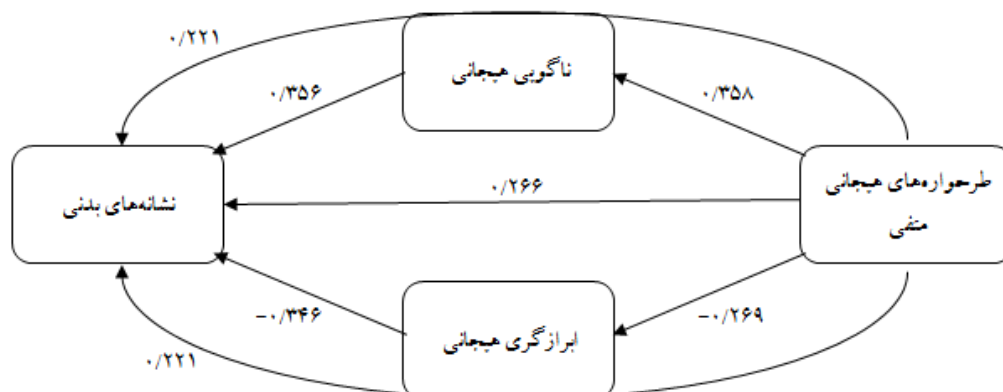 ۰/۲۲۱
ناگویی هیجانی
۰/۳۵۶
۰/۳۵۸
طرحواره‌های هیجانی
منفی
۰/۲۶۶
نشانه‌های بدنی
-۰/۳۴۶
-۰/۲۶۹
ابرازگری هیجانی
۰/۲۲۱